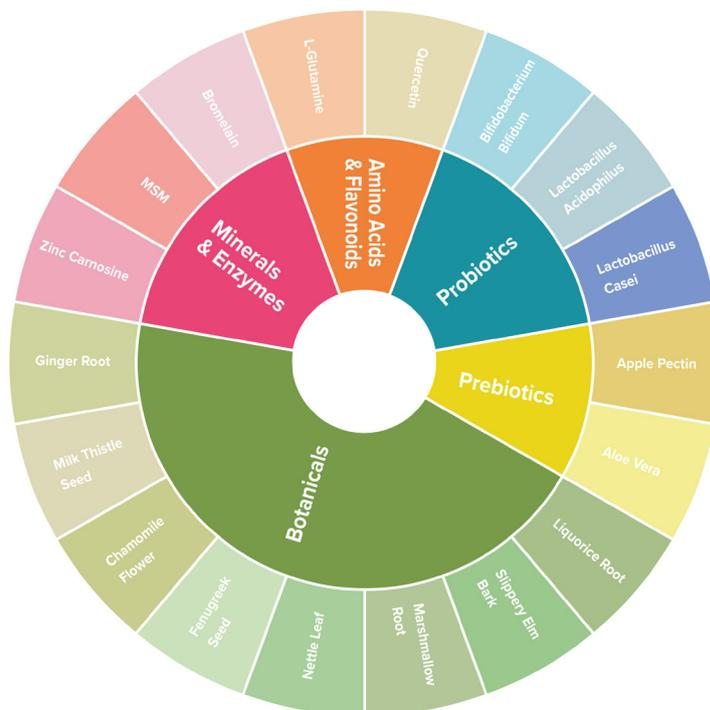 L-Glutamine
Quercetin
Bifidobacterium
Bifidum
Lactobacillus
Acidophilus
Lactobacillus
Casei
Apple Pectin
Aloe Vera
Liquorice Root
Slippery Elm
Bark
Marshmallow
Root
Nettle Leaf
Fenugreek
Seed
Chamomile
Flower
Milk Thistle
Seed
Ginger Root
Zinc Carnosine
MSM
Bromelain
Amino Acids
& Flavonoids
Probiotics
Prebiotics
Botanicals
Minerals
& Enzymes